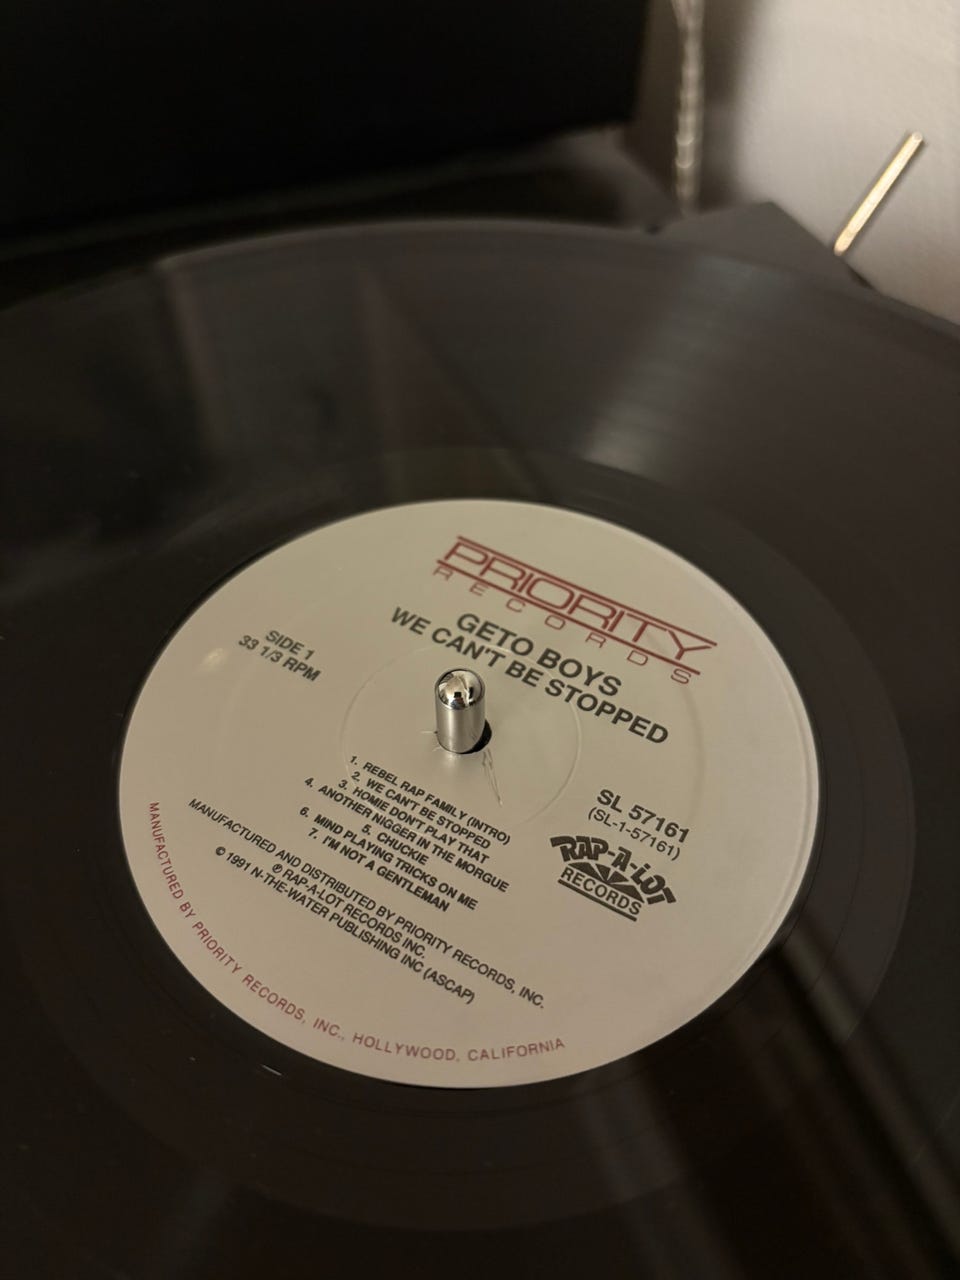 PRIORITY
RECORDS
GETO BOYS
WE CAN'T BE STOPPED
SIDE 1
33 1/3 RPM
1. REBEL RAP FAMILY (INTRO)
2. WE CAN'T BE STOPPED
3. HOMIE DON'T PLAY THAT
4. ANOTHER NIGGER IN THE MORGUE
5. CHUCKIE
6. MIND PLAYING TRICKS ON ME
7. I'M NOT A GENTLEMAN
SL 57161
(SL-1-57161)
RAP-A-LOT
RECORDS
MANUFACTURED AND DISTRIBUTED BY PRIORITY RECORDS, INC.
℗ RAP-A-LOT RECORDS INC.
© 1991 N-THE-WATER PUBLISHING INC (ASCAP)
MANUFACTURED BY PRIORITY RECORDS, INC., HOLLYWOOD, CALIFORNIA